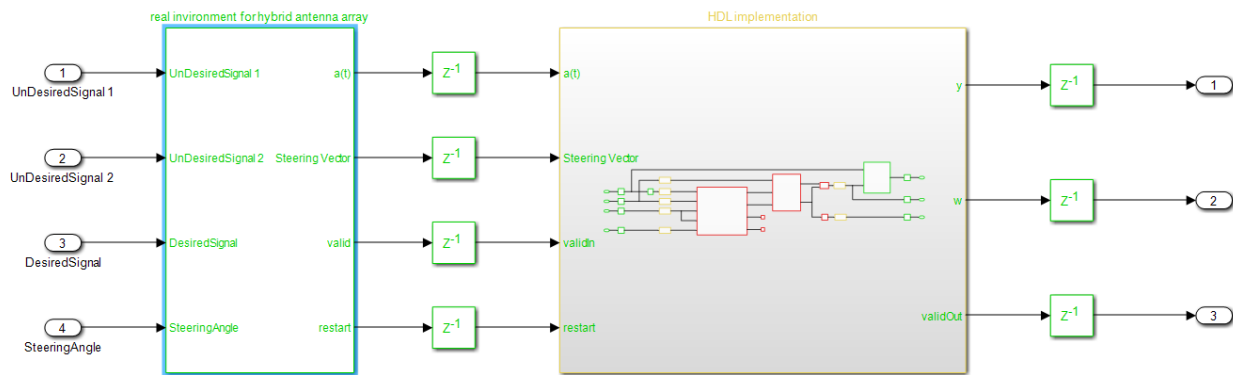 real invironment for hybrid antenna array
HDL implementation
1
UnDesiredSignal 1
UnDesiredSignal 1
a(t)
Z-1
a(t)
y
Z-1
1
2
UnDesiredSignal 2
UnDesiredSignal 2
Steering Vector
Z-1
Steering Vector
w
Z-1
2
3
DesiredSignal
DesiredSignal
valid
Z-1
validIn
4
SteeringAngle
SteeringAngle
restart
Z-1
restart
validOut
Z-1
3